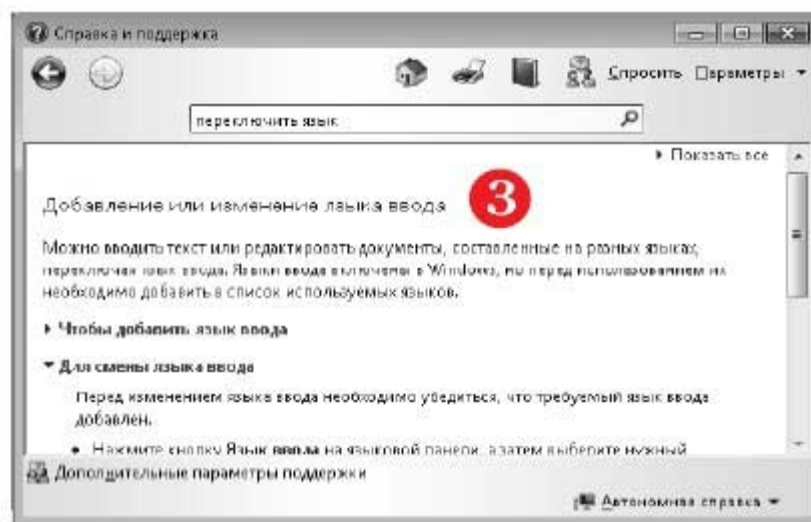 Справка и поддержка
Спросить Параметры
переключить язык
Показать все
Добавление или изменение языка ввода
3
Можно вводить текст или редактировать документы, составленные на разных языках,
переключая язык ввода. Языки ввода включены в Windows, но перед использованием их
необходимо добавить в список используемых языков.
Чтобы добавить язык ввода
Для смены языка ввода
Перед изменением языка ввода необходимо убедиться, что требуемый язык ввода
добавлен.
• Нажмите кнопку Язык ввода на языковой панели, а затем выберите нужный
Дополнительные параметры поддержки
Автономная справка